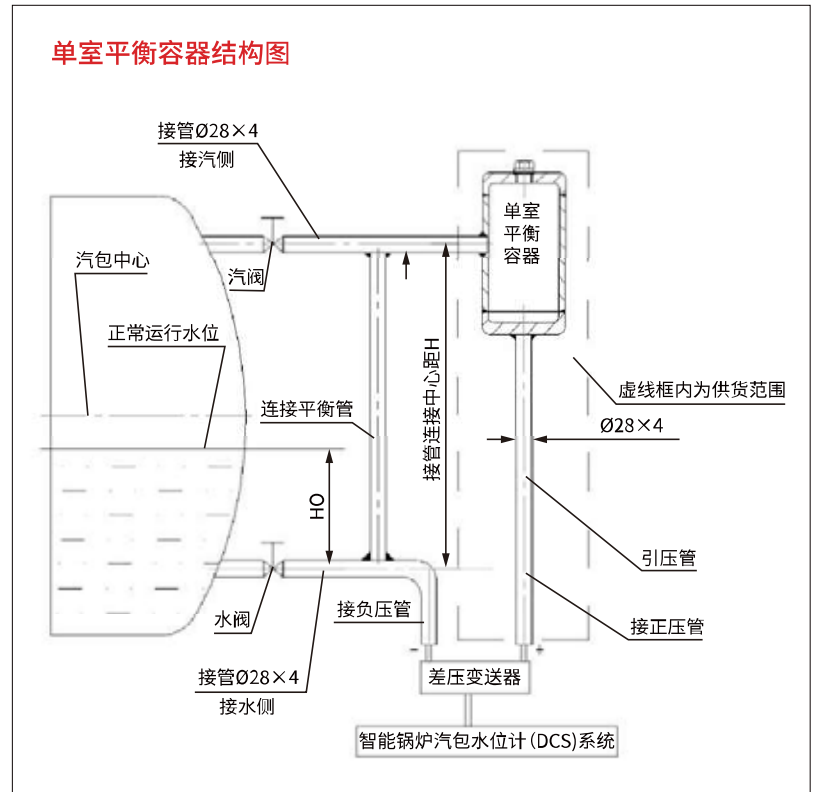 单室平衡容器结构图
接管Ø28×4
接汽侧
单室
平衡
容器
汽包中心
汽阀
正常运行水位
虚线框内为供货范围
连接平衡管
接管连接中心距H
Ø28×4
HO
引压管
水阀
接负压管
接正压管
接管Ø28×4
接水侧
-
+
差压变送器
智能锅炉汽包水位计(DCS)系统